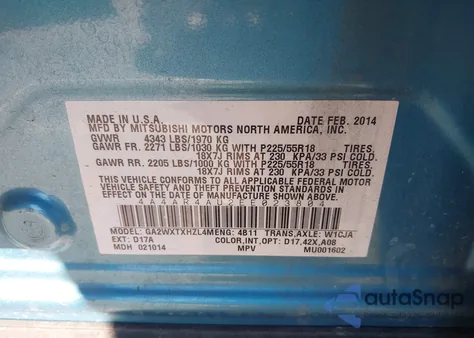 MADE IN U.S.A. DATE FEB. 2014
MFD BY MITSUBISHI MOTORS NORTH AMERICA, INC.
GVWR 4343 LBS/1970 KG
GAWR FR. 2271 LBS/1030 KG WITH P225/55R18 TIRES,
18X7J RIMS AT 230 KPA/33 PSI COLD.
GAWR RR. 2205 LBS/1000 KG WITH P225/55R18 TIRES,
18X7J RIMS AT 230 KPA/33 PSI COLD.
THIS VEHICLE CONFORMS TO ALL APPLICABLE FEDERAL
MOTOR VEHICLE SAFETY AND THEFT PREVENTION STANDARDS IN
EFFECT ON THE DATE OF MANUFACTURE SHOWN ABOVE.
MODEL: GA2WXTXHZL4M ENG: 4B11 TRANS,AXLE: W1CJA
EXT: D17A COLOR,INT,OPT: D17,42X,A08
MDH 021014 MPV MU001602
autoSnap